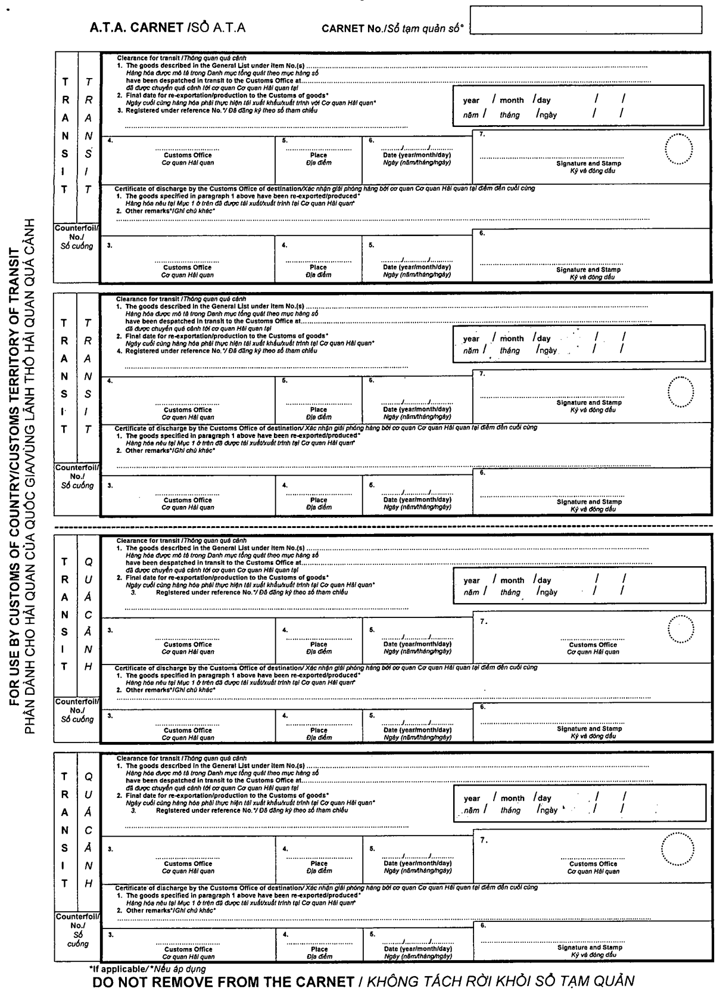 A.T.A. CARNET /SỔ A.T.A
CARNET No./Sổ tạm quản số*
FOR USE BY CUSTOMS OF COUNTRY/CUSTOMS TERRITORY OF TRANSIT
PHẦN DÀNH CHO HẢI QUAN CỦA QUỐC GIA/VÙNG LÃNH THỔ HẢI QUAN QUÁ CẢNH
TRANSIT
TRANSIT
Clearance for transit /Thông quan quá cảnh
1. The goods described in the General List under item No.(s)
Hàng hóa được mô tả trong Danh mục tổng quát theo mục hàng số
have been despatched in transit to the Customs Office at
đã được chuyển quá cảnh tới cơ quan Cơ quan Hải quan tại
2. Final date for re-exportation/production to the Customs of goods*
Ngày cuối cùng hàng hóa phải thực hiện tái xuất khẩu/xuất trình với Cơ quan Hải quan*
3. Registered under reference No.*/ Đã đăng ký theo số tham chiếu
year / month /day / /
năm / tháng /ngày / /
4. 5. 6. ....../........../.......... 7.
Customs Office Place Date (year/month/day) Signature and Stamp
Cơ quan Hải quan Địa điểm Ngày (năm/tháng/ngày) Ký và đóng dấu
Certificate of discharge by the Customs Office of destination/Xác nhận giải phóng hàng bởi cơ quan Cơ quan Hải quan tại điểm đến cuối cùng
1. The goods specified in paragraph 1 above have been re-exported/produced*
Hàng hóa nêu tại Mục 1 ở trên đã được tái xuất/xuất trình tại Cơ quan Hải quan*
2. Other remarks*/Ghi chú khác*
Counterfoil/
No./
Số cuống
3. 4. 5. ....../........../.......... 6.
Customs Office Place Date (year/month/day) Signature and Stamp
Cơ quan Hải quan Địa điểm Ngày (năm/tháng/ngày) Ký và đóng dấu
TRANSIT
TRANSIT
Clearance for transit /Thông quan quá cảnh
1. The goods described in the General List under item No.(s)
Hàng hóa được mô tả trong Danh mục tổng quát theo mục hàng số
have been despatched in transit to the Customs Office at
đã được chuyển quá cảnh tới cơ quan Hải quan tại
2. Final date for re-exportation/production to the Customs of goods*
Ngày cuối cùng hàng hóa phải thực hiện tái xuất khẩu/xuất trình tại Cơ quan Hải quan*
4. Registered under reference No.*/ Đã đăng ký theo số tham chiếu
year / month /day / /
năm / tháng /ngày / /
4. 5. 6. ....../........../.......... 7.
Customs Office Place Date (year/month/day) Signature and Stamp
Cơ quan Hải quan Địa điểm Ngày (năm/tháng/ngày) Ký và đóng dấu
Certificate of discharge by the Customs Office of destination/ Xác nhận giải phóng hàng bởi cơ quan Cơ quan Hải quan tại điểm đến cuối cùng
1. The goods specified in paragraph 1 above have been re-exported/produced*
Hàng hóa nêu tại Mục 1 ở trên đã được tái xuất/xuất trình tại Cơ quan Hải quan*
2. Other remarks*/Ghi chú khác*
Counterfoil/
No./
Số cuống
3. 4. 5. ....../........../.......... 6.
Customs Office Place Date (year/month/day) Signature and Stamp
Cơ quan Hải quan Địa điểm Ngày (năm/tháng/ngày) Ký và đóng dấu
TRANSIT
QUÁ CẢNH
Clearance for transit /Thông quan quá cảnh
1. The goods described in the General List under item No.(s)
Hàng hóa được mô tả trong Danh mục tổng quát theo mục hàng số
have been despatched in transit to the Customs Office at
đã được chuyển quá cảnh tới cơ quan Cơ quan Hải quan tại
2. Final date for re-exportation/production to the Customs of goods*
Ngày cuối cùng hàng hóa phải thực hiện tái xuất khẩu/xuất trình tại Cơ quan Hải quan*
3. Registered under reference No.*/ Đã đăng ký theo số tham chiếu
year / month /day / /
năm / tháng /ngày / /
3. 4. 5. ....../........../.......... 7.
Customs Office Place Date (year/month/day) Customs Office
Cơ quan Hải quan Địa điểm Ngày (năm/tháng/ngày) Cơ quan Hải quan
Certificate of discharge by the Customs Office of destination/ Xác nhận giải phóng hàng bởi cơ quan Cơ quan Hải quan tại điểm đến cuối cùng
1. The goods specified in paragraph 1 above have been re-exported/produced*
Hàng hóa nêu tại Mục 1 ở trên đã được tái xuất/xuất trình tại Cơ quan Hải quan*
2. Other remarks*/Ghi chú khác*
Counterfoil/
No./
Số cuống
3. 4. 5. ....../........../.......... 6.
Customs Office Place Date (year/month/day) Signature and Stamp
Cơ quan Hải quan Địa điểm Ngày (năm/tháng/ngày) Ký và đóng dấu
TRANSIT
QUÁ CẢNH
Clearance for transit /Thông quan quá cảnh
1. The goods described in the General List under item No.(s)
Hàng hóa được mô tả trong Danh mục tổng quát theo mục hàng số
have been despatched in transit to the Customs Office at
đã được chuyển quá cảnh tới cơ quan Cơ quan Hải quan tại
2. Final date for re-exportation/production to the Customs of goods*
Ngày cuối cùng hàng hóa phải thực hiện tái xuất khẩu/xuất trình tại Cơ quan Hải quan*
3. Registered under reference No.*/ Đã đăng ký theo số tham chiếu
year / month /day / /
năm / tháng /ngày / /
3. 4. 5. ....../........../.......... 7.
Customs Office Place Date (year/month/day) Customs Office
Cơ quan Hải quan Địa điểm Ngày (năm/tháng/ngày) Cơ quan Hải quan
Certificate of discharge by the Customs Office of destination/ Xác nhận giải phóng hàng bởi cơ quan Cơ quan Hải quan tại điểm đến cuối cùng
1. The goods specified in paragraph 1 above have been re-exported/produced*
Hàng hóa nêu tại Mục 1 ở trên đã được tái xuất/xuất trình tại Cơ quan Hải quan*
2. Other remarks*/Ghi chú khác*
Counterfoil/
No./
Số
cuống
3. 4. 5. ....../........../.......... 6.
Customs Office Place Date (year/month/day) Signature and Stamp
Cơ quan Hải quan Địa điểm Ngày (năm/tháng/ngày) Ký và đóng dấu
*If applicable/*Nếu áp dụng
DO NOT REMOVE FROM THE CARNET / KHÔNG TÁCH RỜI KHỎI SỔ TẠM QUẢN